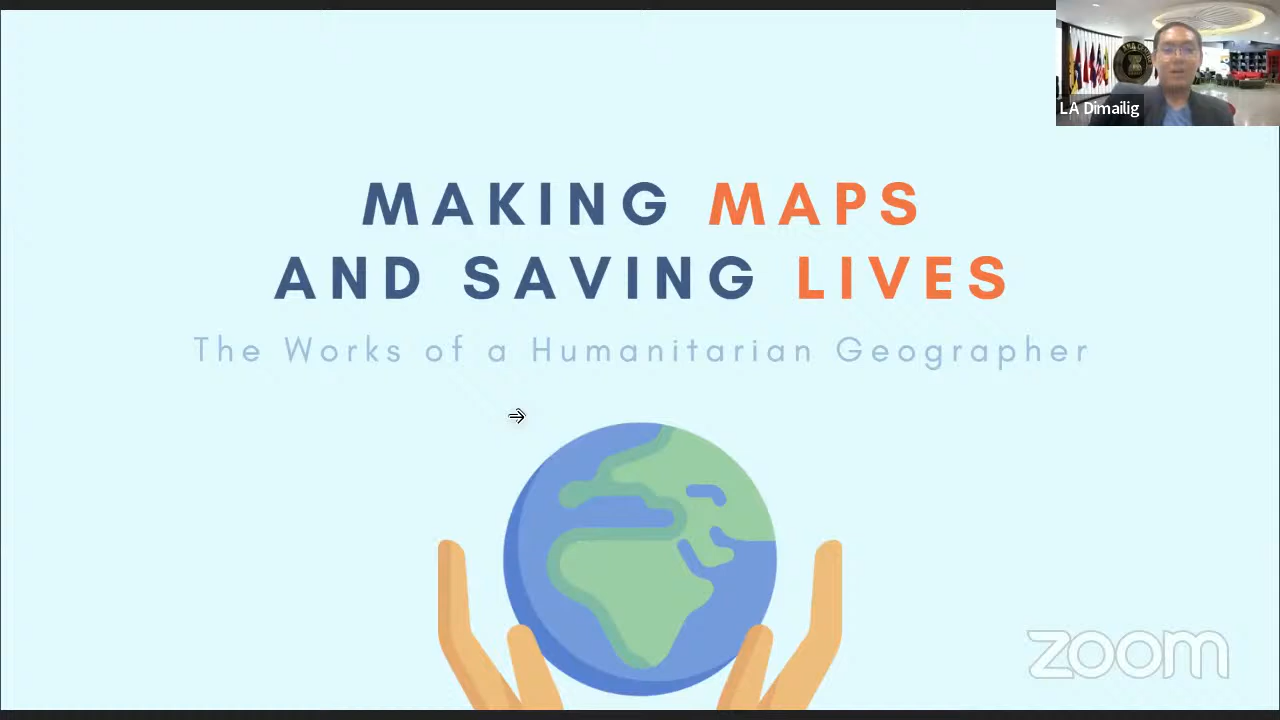 MAKING MAPS
AND SAVING LIVES
The Works of a Humanitarian Geographer
LA Dimailig
zoom